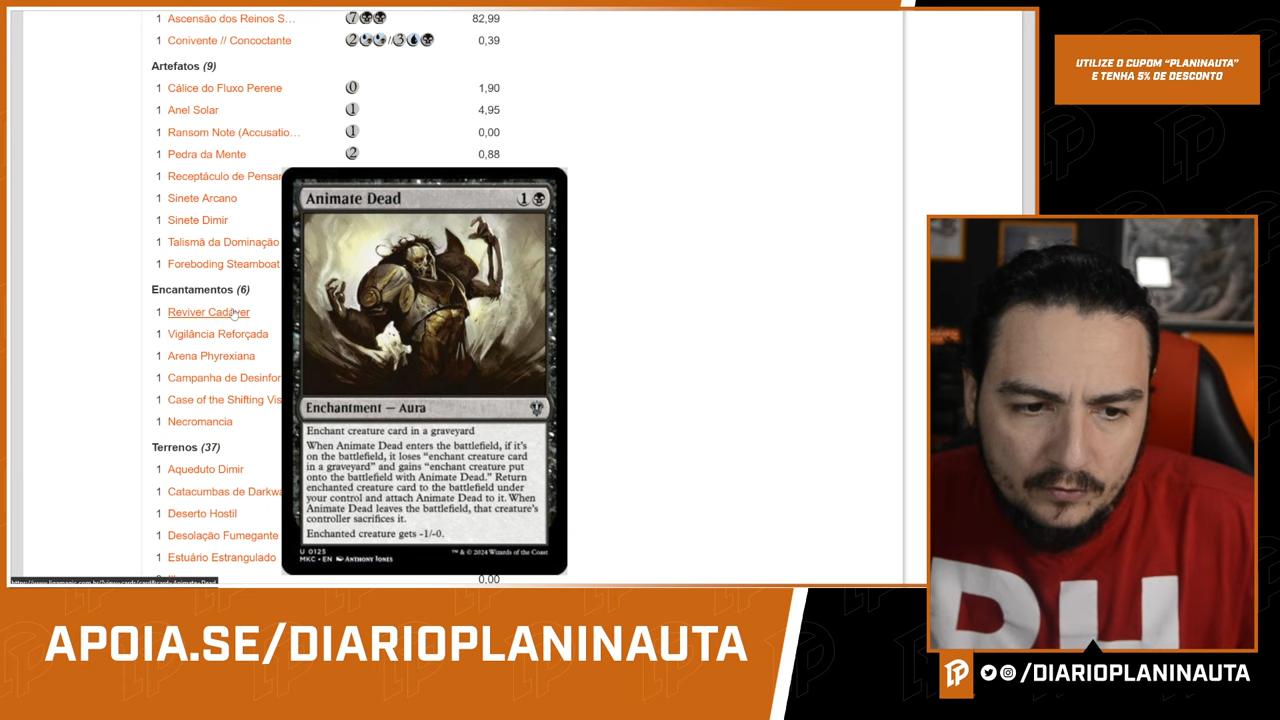 1 Ascensão dos Reinos S... 7 82,99
1 Conivente // Concoctante 2 // 3 0,39
Artefatos (9)
1 Cálice do Fluxo Perene 0 1,90
1 Anel Solar 1 4,95
1 Ransom Note (Accusatio... 1 0,00
1 Pedra da Mente 2 0,88
1 Receptáculo de Pensar
1 Sinete Arcano
1 Sinete Dimir
1 Talismã da Dominação
1 Foreboding Steamboat
Encantamentos (6)
1 Reviver Cadáver
1 Vigilância Reforçada
1 Arena Phyrexiana
1 Campanha de Desinfor
1 Case of the Shifting Vis
1 Necromancia
Terrenos (37)
1 Aqueduto Dimir
1 Catacumbas de Darkwa
1 Deserto Hostil
1 Desolação Fumegante
1 Estuário Estrangulado
0,00
Animate Dead 1
Enchantment — Aura
Enchant creature card in a graveyard
When Animate Dead enters the battlefield, if it's
on the battlefield, it loses "enchant creature card
in a graveyard" and gains "enchant creature put
onto the battlefield with Animate Dead." Return
enchanted creature card to the battlefield under
your control and attach Animate Dead to it. When
Animate Dead leaves the battlefield, that creature's
controller sacrifices it.
Enchanted creature gets -1/-0.
U 0125
MKC • EN Anthony Jones
™ & © 2024 Wizards of the Coast
UTILIZE O CUPOM "PLANINAUTA"
E TENHA 5% DE DESCONTO
APOIA.SE/DIARIOPLANINAUTA
/DIARIOPLANINAUTA